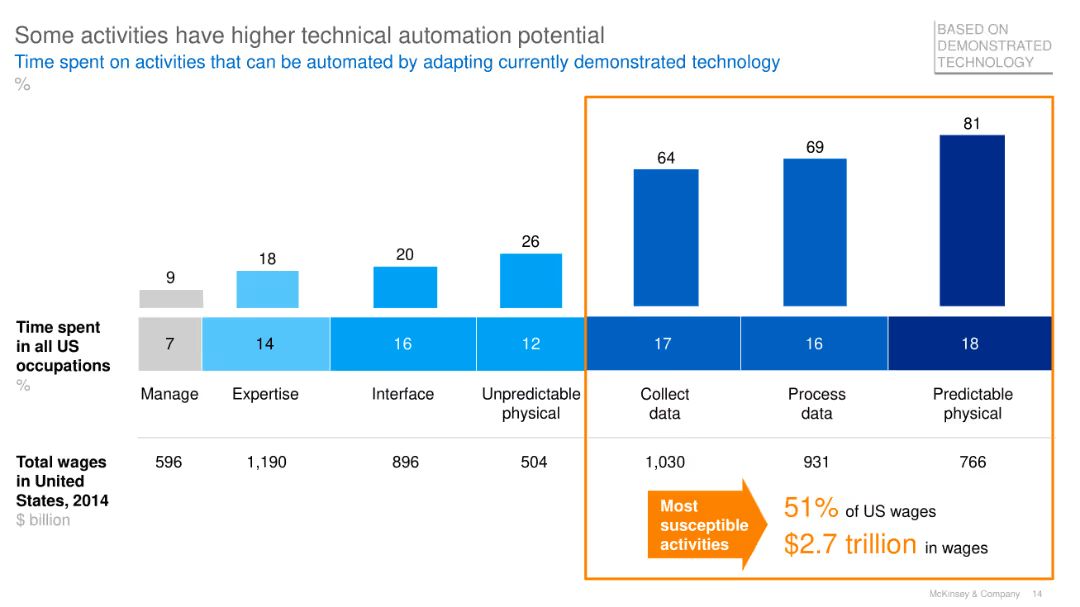 Some activities have higher technical automation potential
Time spent on activities that can be automated by adapting currently demonstrated technology
%
BASED ON
DEMONSTRATED
TECHNOLOGY
9
18
20
26
64
69
81
Time spent
in all US
occupations
%
7
14
16
12
17
16
18
Manage
Expertise
Interface
Unpredictable
physical
Collect
data
Process
data
Predictable
physical
Total wages
in United
States, 2014
$ billion
596
1,190
896
504
1,030
931
766
Most
susceptible
activities
51% of US wages
$2.7 trillion in wages
McKinsey & Company 14